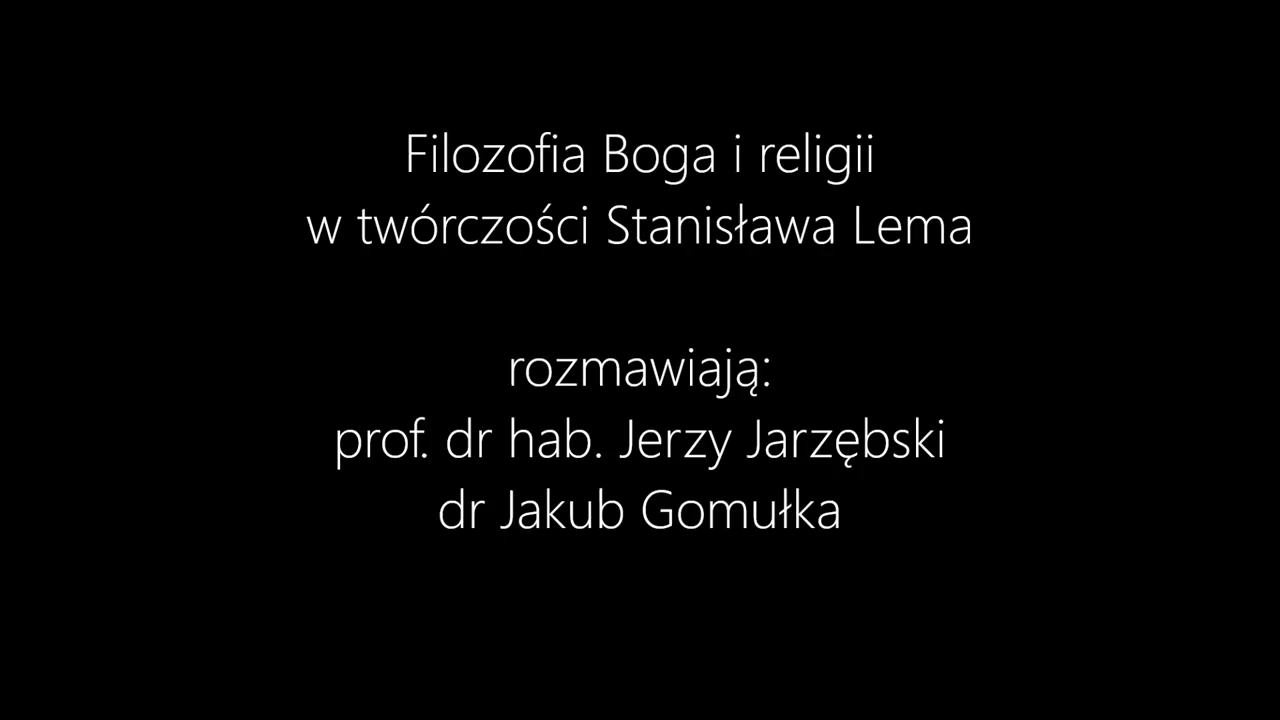 Filozofia Boga i religii
w twórczości Stanisława Lema
rozmawiają:
prof. dr hab. Jerzy Jarzębski
dr Jakub Gomułka